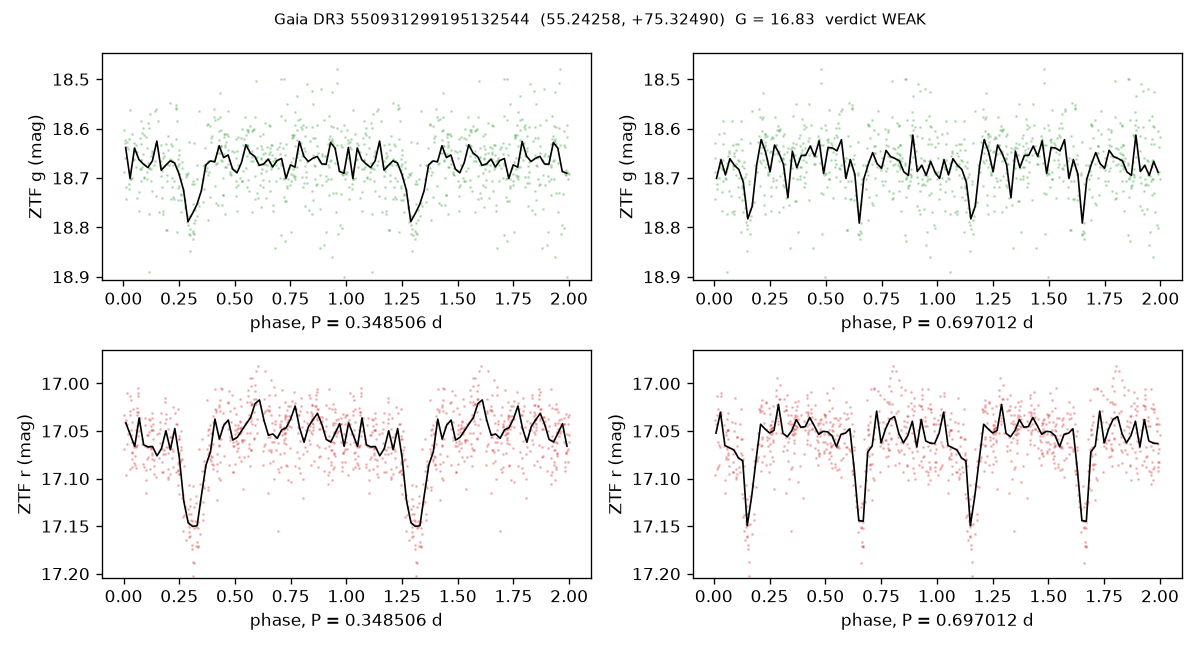 Gaia DR3 550931299195132544 (55.24258, +75.32490) G = 16.83 verdict WEAK
ZTF g (mag)
18.5
18.6
18.7
18.8
18.9
0.00 0.25 0.50 0.75 1.00 1.25 1.50 1.75 2.00
phase, P = 0.348506 d
ZTF g (mag)
18.5
18.6
18.7
18.8
18.9
0.00 0.25 0.50 0.75 1.00 1.25 1.50 1.75 2.00
phase, P = 0.697012 d
ZTF r (mag)
17.00
17.05
17.10
17.15
17.20
0.00 0.25 0.50 0.75 1.00 1.25 1.50 1.75 2.00
phase, P = 0.348506 d
ZTF r (mag)
17.00
17.05
17.10
17.15
17.20
0.00 0.25 0.50 0.75 1.00 1.25 1.50 1.75 2.00
phase, P = 0.697012 d